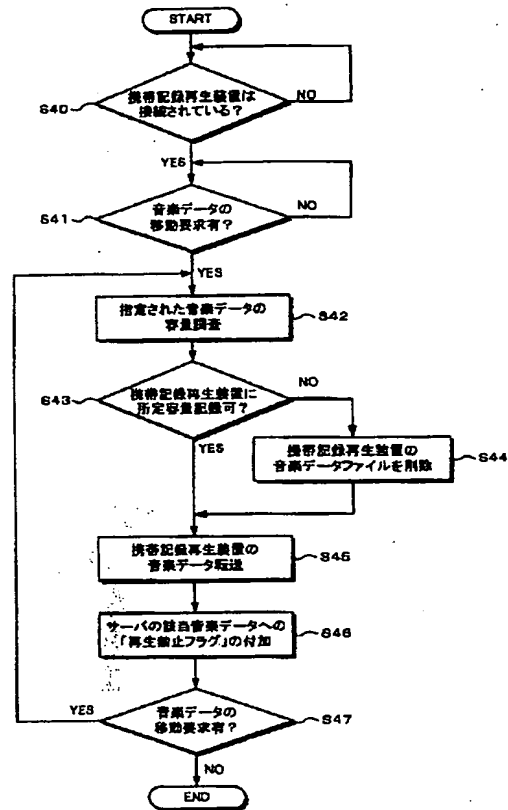 START
S40
携帯記録再生装置は
接続されている？
NO
YES
S41
音楽データの
移動要求有？
NO
YES
指定された音楽データの
容量調査
S42
S43
携帯記録再生装置に
所定容量記録可？
NO
YES
携帯記録再生装置の
音楽データファイルを削除
S44
携帯記録再生装置の
音楽データ転送
S45
サーバの該当音楽データへの
「再生禁止フラグ」の付加
S46
YES
音楽データの
移動要求有？
S47
NO
END